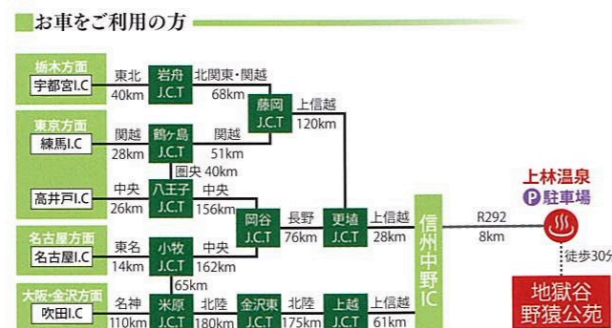 お車をご利用の方
栃木方面
宇都宮I.C
東北
40km
岩舟
J.C.T
北関東・関越
68km
藤岡
J.C.T
上信越
120km
東京方面
練馬I.C
関越
28km
鶴ヶ島
J.C.T
関越
51km
圏央 40km
高井戸I.C
中央
26km
八王子
J.C.T
中央
156km
岡谷
J.C.T
長野
76km
更埴
J.C.T
上信越
28km
名古屋方面
名古屋I.C
東名
14km
小牧
J.C.T
中央
162km
65km
大阪・金沢方面
吹田I.C
名神
110km
米原
J.C.T
北陸
180km
金沢東
J.C.T
北陸
175km
上越
J.C.T
上信越
61km
信州中野IC
R292
8km
上林温泉
P 駐車場
徒歩30分
地獄谷
野猿公苑